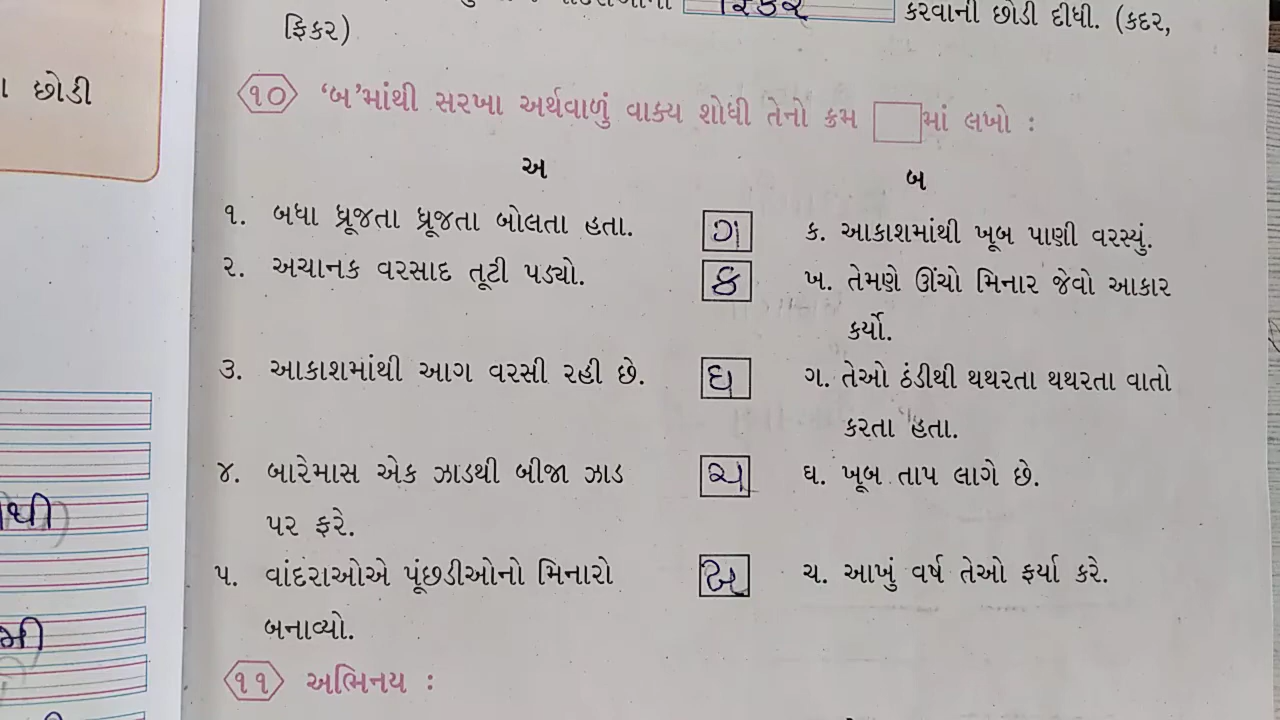 કરવાની છોડી દીધી. (કદર,
ફિકર)
ા છોડી
૧૦ ‘બ’માંથી સરખા અર્થવાળું વાક્ય શોધી તેનો ક્રમ માં લખો :
અ બ
૧. બધા ધ્રૂજતા ધ્રૂજતા બોલતા હતા. ગ ક. આકાશમાંથી ખૂબ પાણી વરસ્યું.
૨. અચાનક વરસાદ તૂટી પડ્યો. ક ખ. તેમણે ઊંચો મિનાર જેવો આકાર
કર્યો.
૩. આકાશમાંથી આગ વરસી રહી છે. ઘ ગ. તેઓ ઠંડીથી થથરતા થથરતા વાતો
કરતા હતા.
૪. બારેમાસ એક ઝાડથી બીજા ઝાડ ચ ઘ. ખૂબ તાપ લાગે છે.
પર ફરે.
૫. વાંદરાઓએ પૂંછડીઓનો મિનારો ખ ચ. આખું વર્ષ તેઓ ફર્યા કરે.
બનાવ્યો.
૧૧ અભિનય :